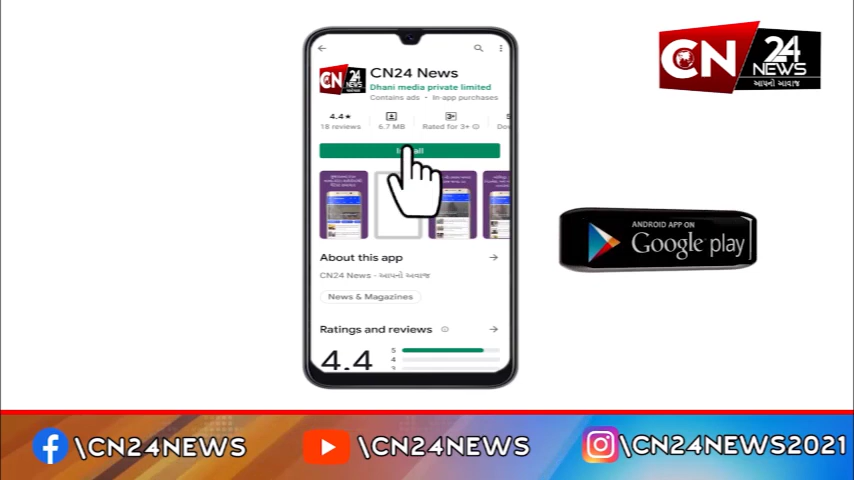 CN24 News
Dhani media private limited
Contains ads • In-app purchases
4.4★
18 reviews
6.7 MB
3+
Rated for 3+
About this app
CN24 News - આપનો અવાજ
News & Magazines
Ratings and reviews
4.4
5
4
3
CN 24
NEWS
આપનો અવાજ
ANDROID APP ON
Google play
\CN24NEWS
\CN24NEWS
\CN24NEWS2021